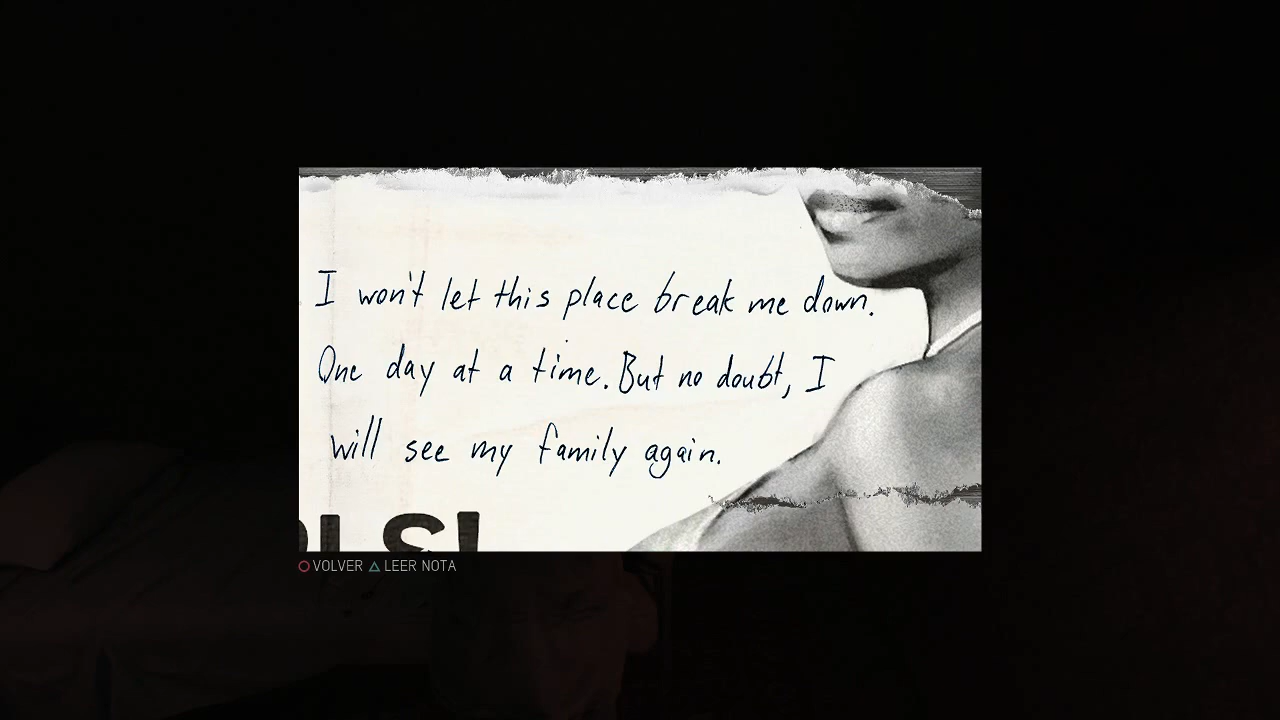 I won't let this place break me down.
One day at a time. But no doubt, I
will see my family again.
LS!
VOLVER LEER NOTA